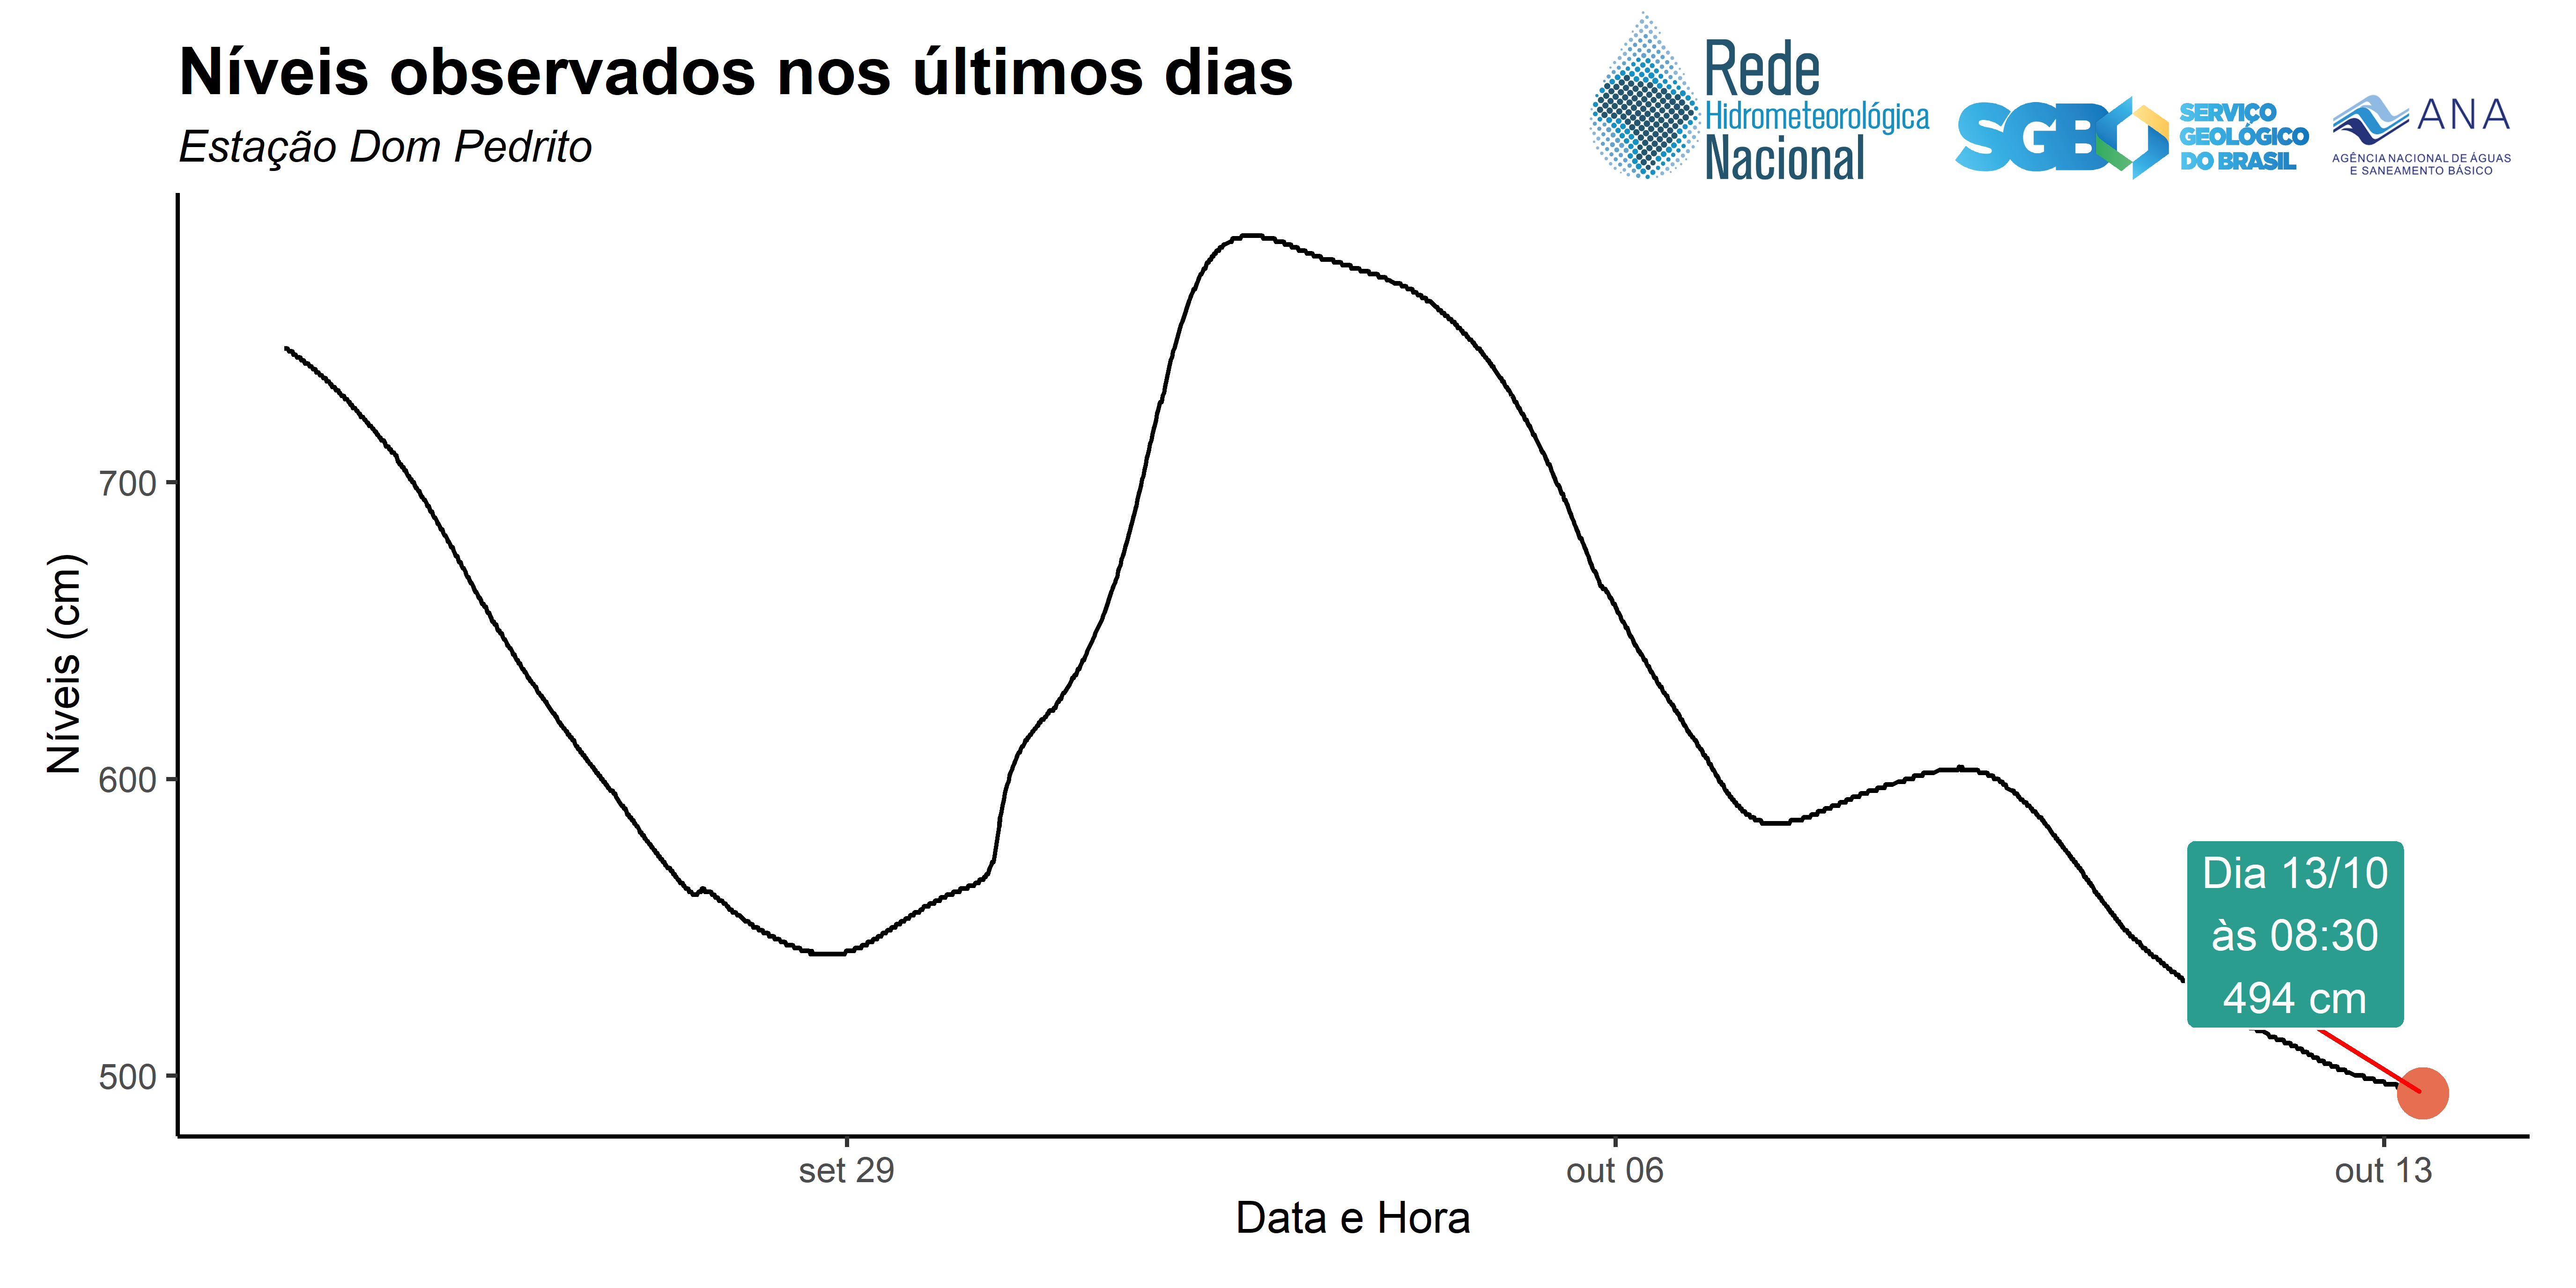 Níveis observados nos últimos dias
Estação Dom Pedrito
Rede
Hidrometeorológica
Nacional
SGB
SERVIÇO
GEOLÓGICO
DO BRASIL
ANA
AGÊNCIA NACIONAL DE ÁGUAS
E SANEAMENTO BÁSICO
Níveis (cm)
700
600
500
Dia 13/10
às 08:30
494 cm
set 29
out 06
out 13
Data e Hora